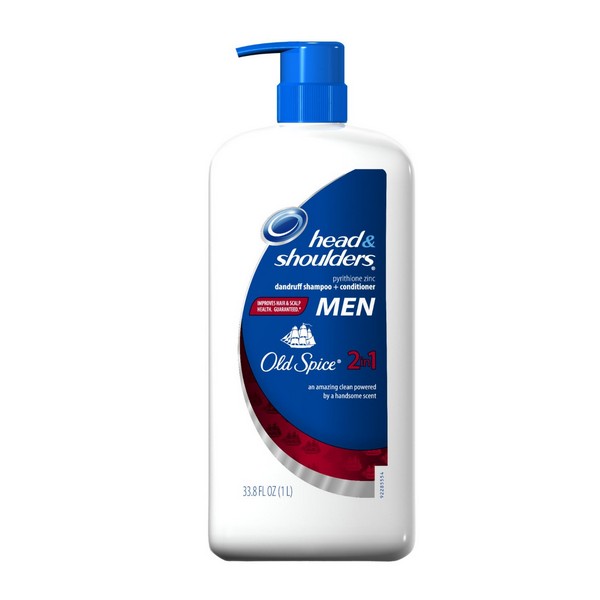 head&
shoulders®
pyrithione zinc
dandruff shampoo + conditioner
IMPROVES HAIR & SCALP
HEALTH. GUARANTEED.*
MEN
Old Spice® 2in1
an amazing clean powered
by a handsome scent
33.8 FL OZ (1 L)